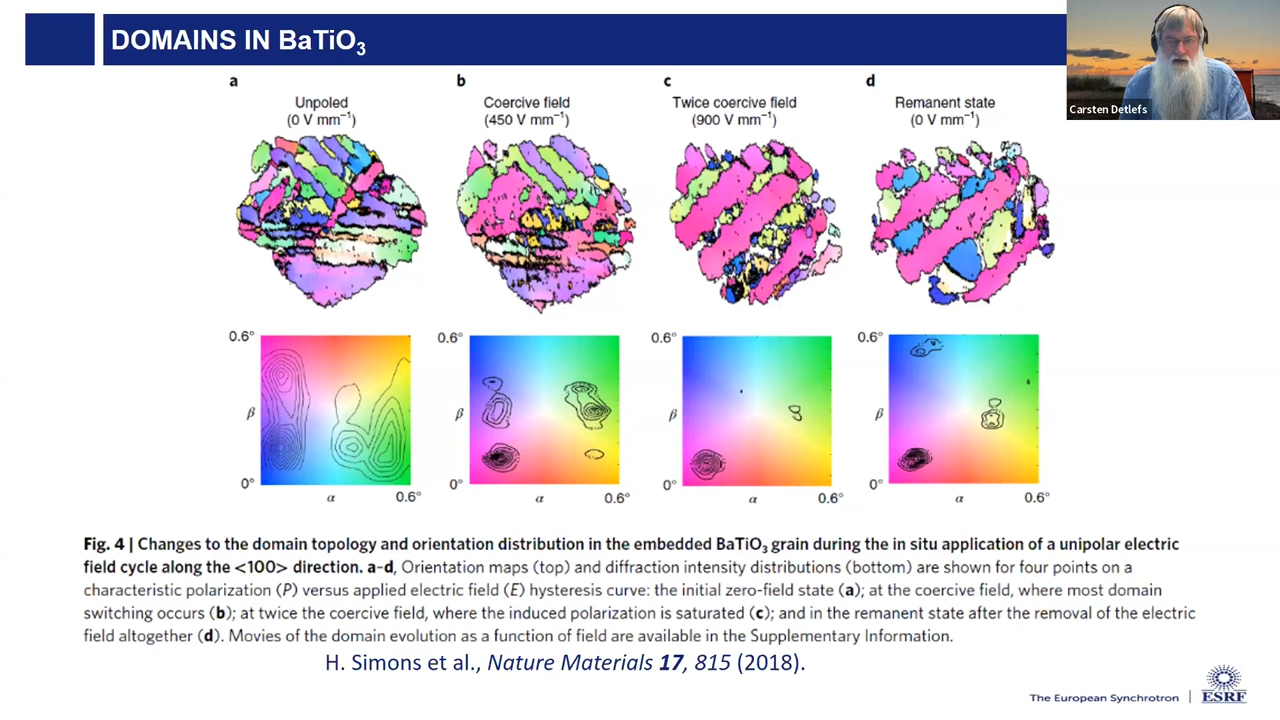 DOMAINS IN BaTiO₃
Carsten Detlefs
a
Unpoled
(0 V mm⁻¹)
b
Coercive field
(450 V mm⁻¹)
c
Twice coercive field
(900 V mm⁻¹)
d
Remanent state
(0 V mm⁻¹)
0.6°
β
0°
α
0.6°
0.6°
β
0°
α
0.6°
0.6°
β
0°
α
0.6°
0.6°
β
0°
α
0.6°
Fig. 4 | Changes to the domain topology and orientation distribution in the embedded BaTiO₃ grain during the in situ application of a unipolar electric
field cycle along the <100> direction. a–d, Orientation maps (top) and diffraction intensity distributions (bottom) are shown for four points on a
characteristic polarization (P) versus applied electric field (E) hysteresis curve: the initial zero-field state (a); at the coercive field, where most domain
switching occurs (b); at twice the coercive field, where the induced polarization is saturated (c); and in the remanent state after the removal of the electric
field altogether (d). Movies of the domain evolution as a function of field are available in the Supplementary Information.
H. Simons et al., Nature Materials 17, 815 (2018).
The European Synchrotron | ESRF